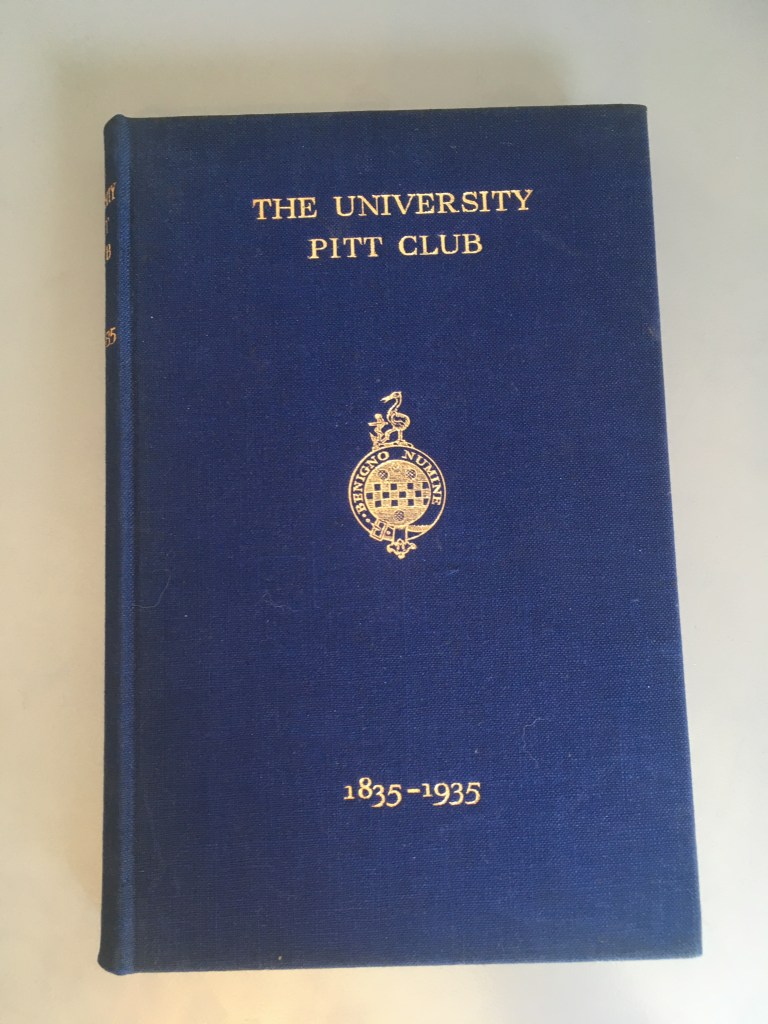 THE UNIVERSITY
PITT CLUB
BENIGNO NUMINE
1835-1935